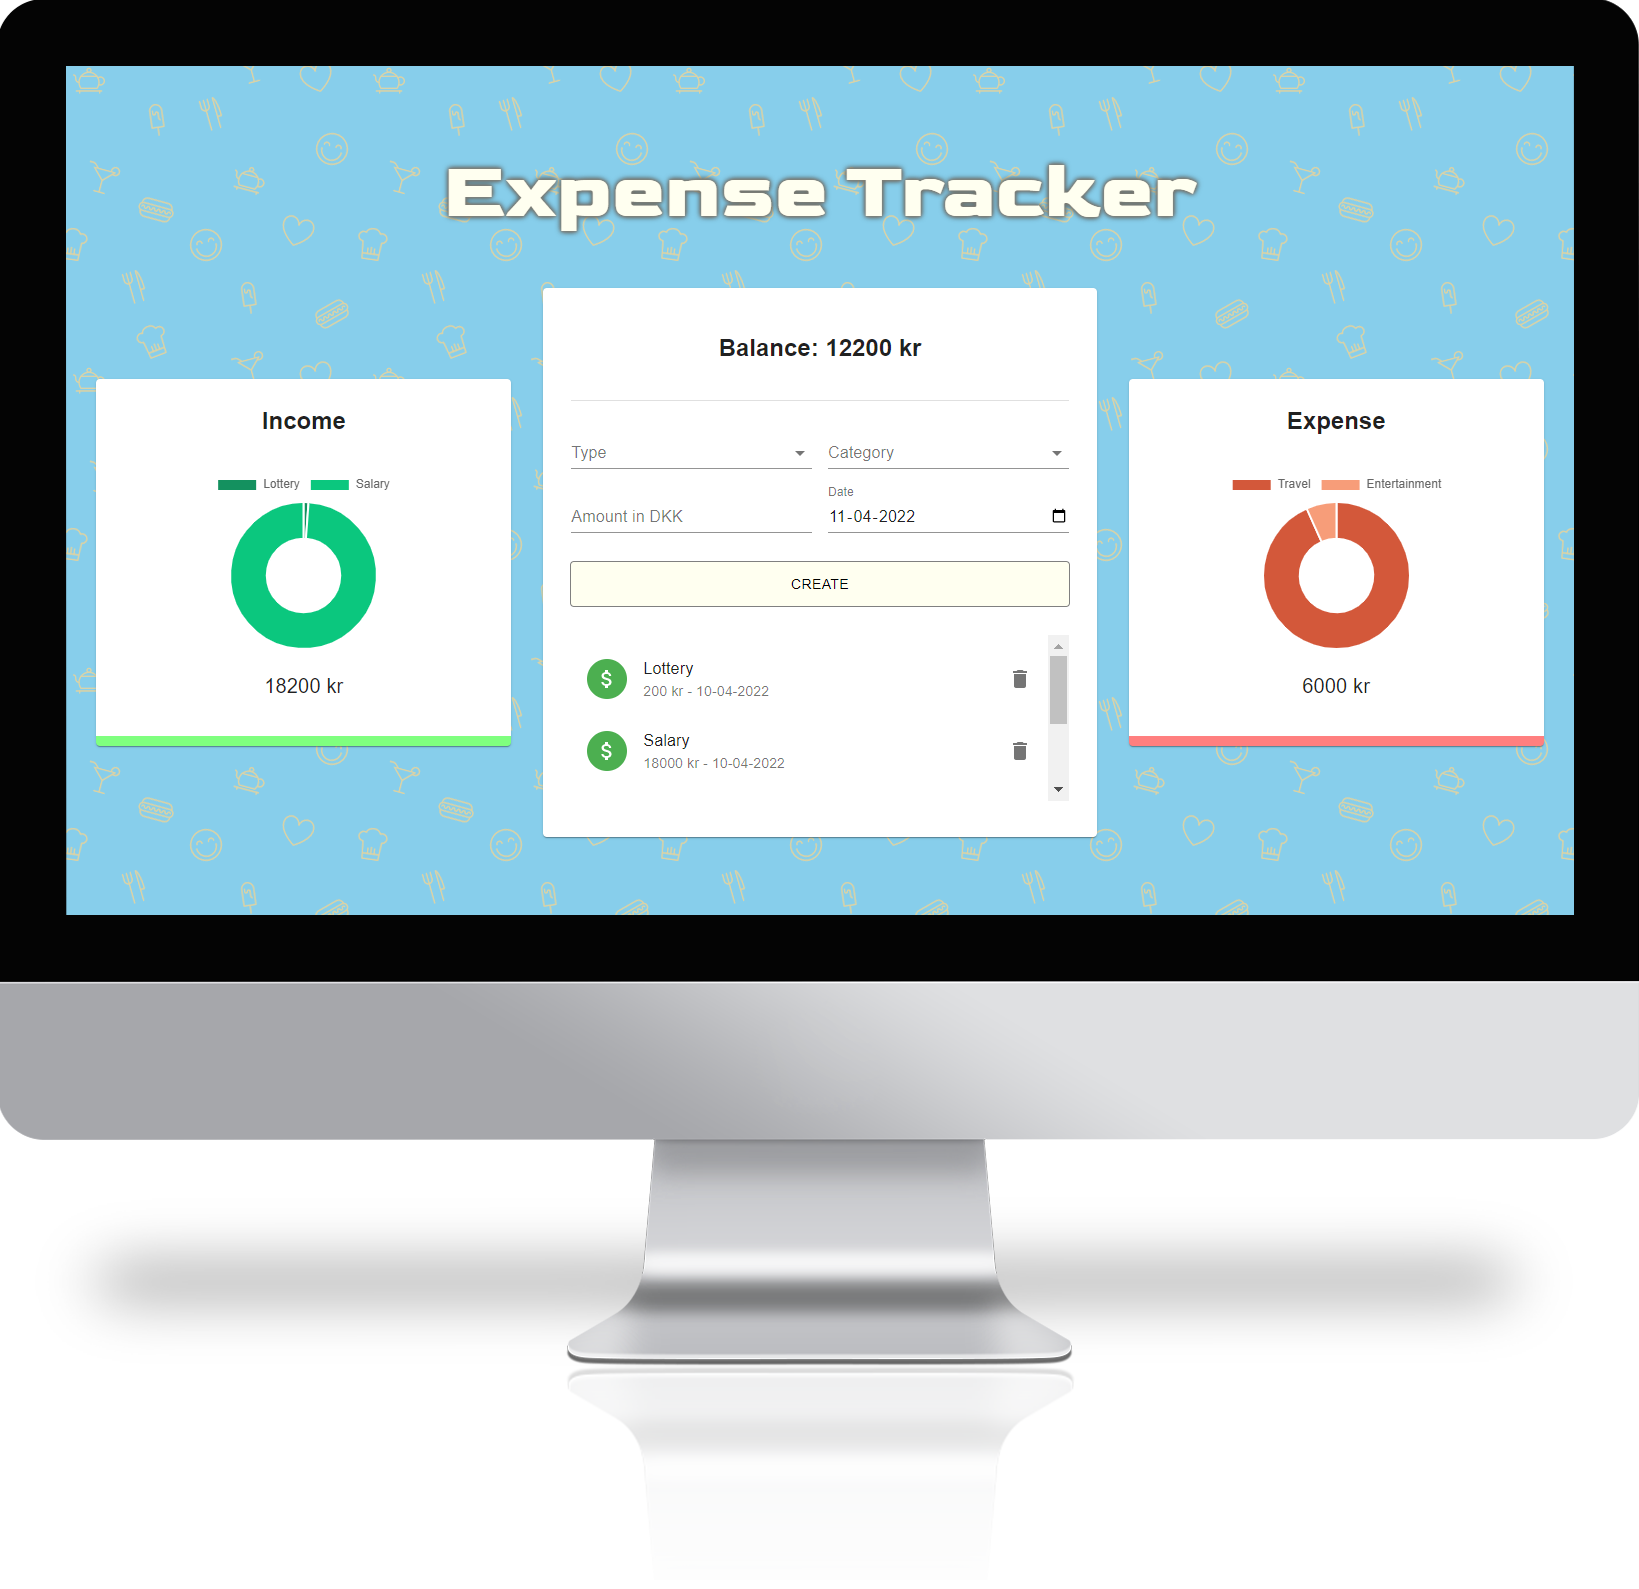 Expense Tracker
Balance: 12200 kr
Income
Lottery Salary
18200 kr
Type Category
Date
Amount in DKK 11-04-2022
CREATE
Lottery
200 kr - 10-04-2022
Salary
18000 kr - 10-04-2022
Expense
Travel Entertainment
6000 kr